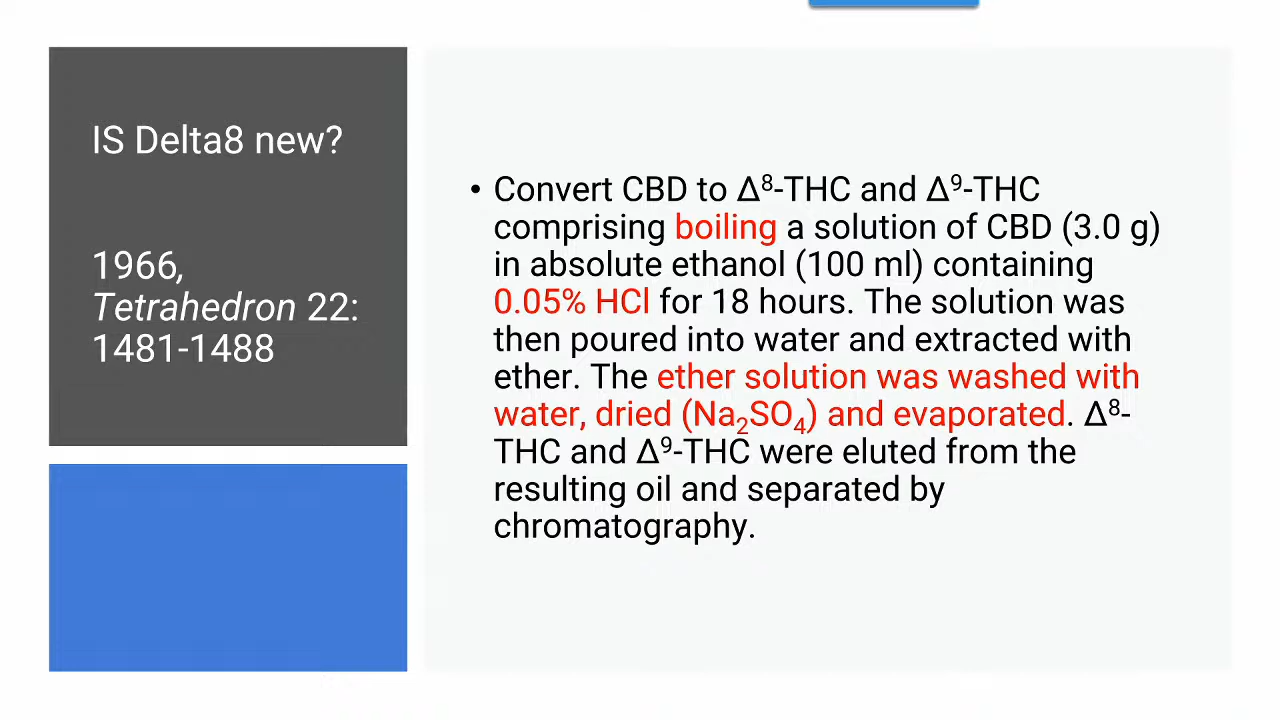 IS Delta8 new?
1966,
Tetrahedron 22:
1481-1488
• Convert CBD to Δ⁸-THC and Δ⁹-THC
comprising boiling a solution of CBD (3.0 g)
in absolute ethanol (100 ml) containing
0.05% HCl for 18 hours. The solution was
then poured into water and extracted with
ether. The ether solution was washed with
water, dried (Na₂SO₄) and evaporated. Δ⁸-
THC and Δ⁹-THC were eluted from the
resulting oil and separated by
chromatography.